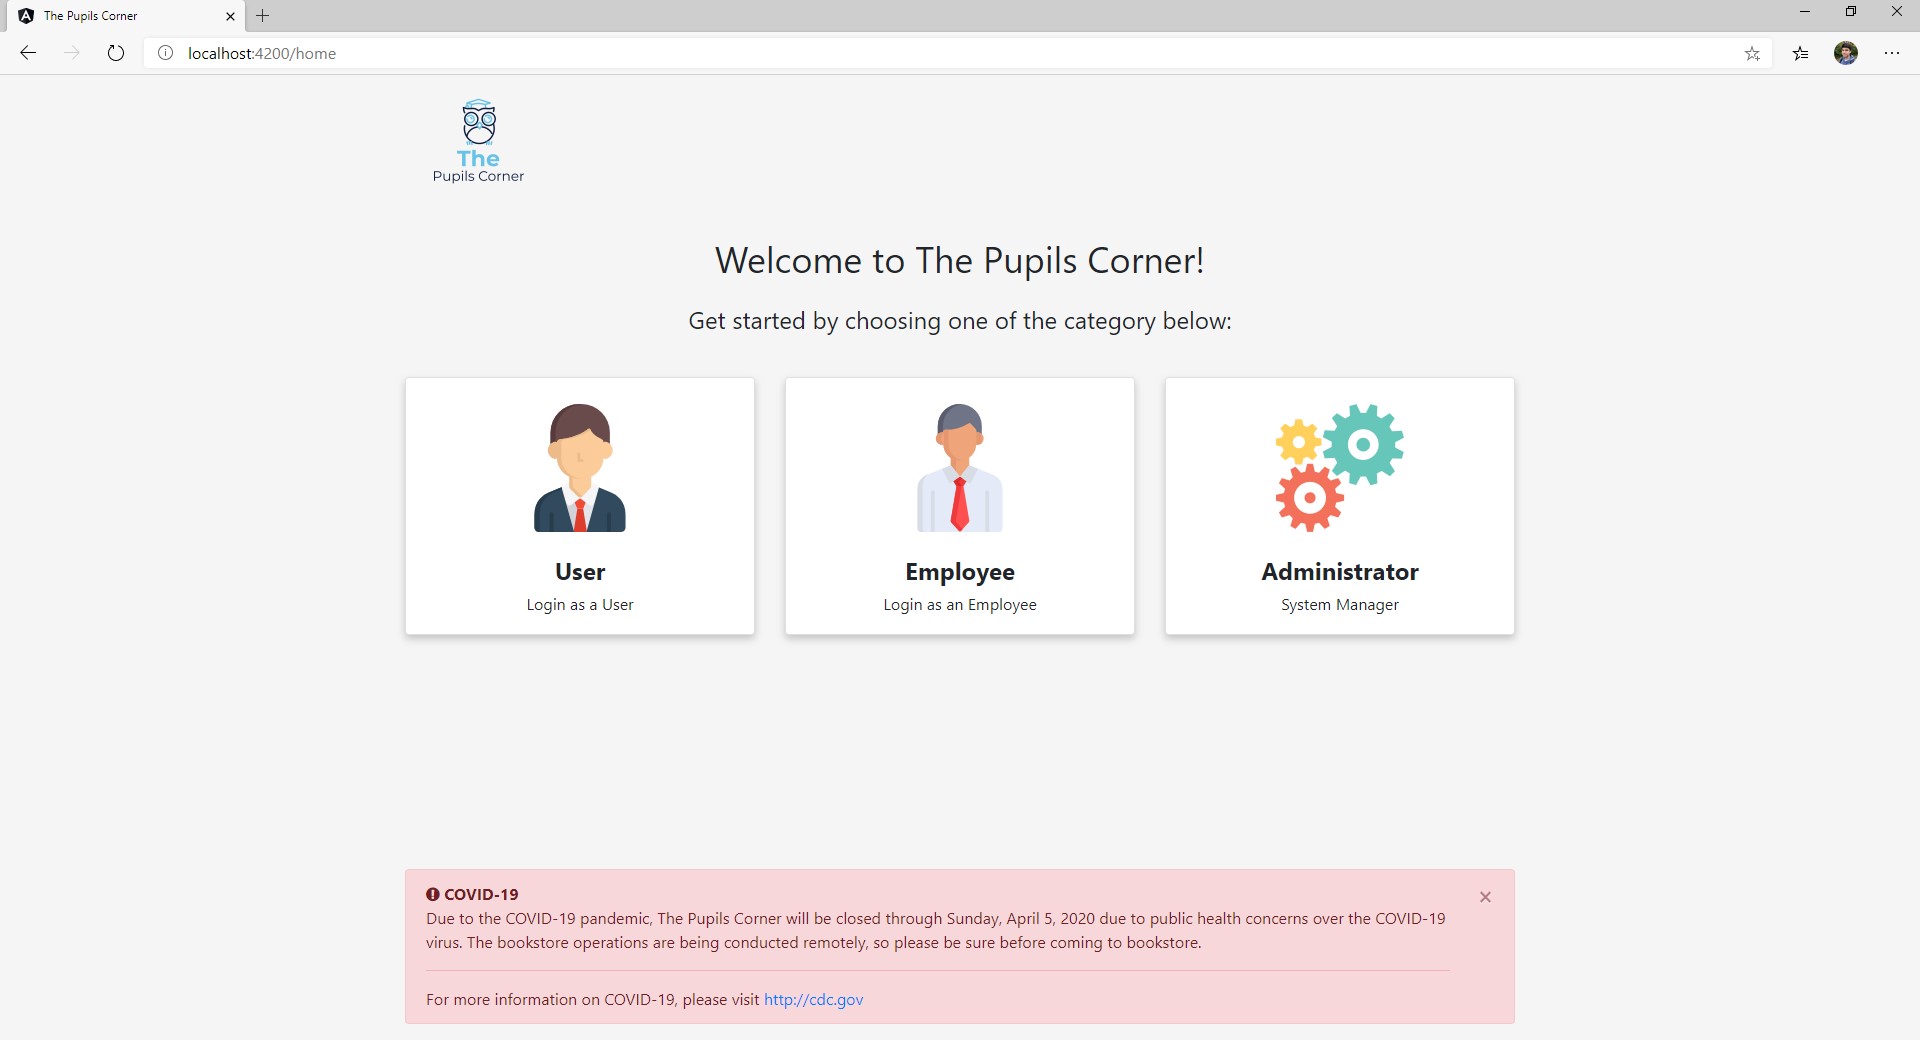 The Pupils Corner
localhost:4200/home
The
Pupils Corner
Welcome to The Pupils Corner!
Get started by choosing one of the category below:
User
Login as a User
Employee
Login as an Employee
Administrator
System Manager
COVID-19
Due to the COVID-19 pandemic, The Pupils Corner will be closed through Sunday, April 5, 2020 due to public health concerns over the COVID-19
virus. The bookstore operations are being conducted remotely, so please be sure before coming to bookstore.
For more information on COVID-19, please visit http://cdc.gov